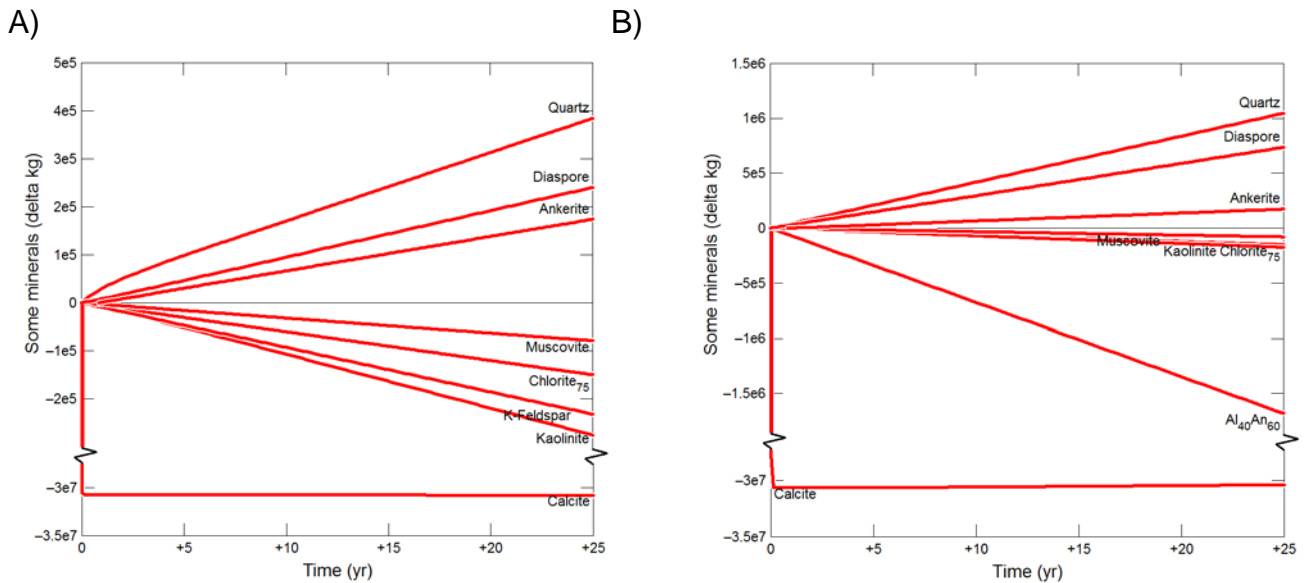 A)
5e5
4e5
3e5
2e5
1e5
0
–1e5
–2e5
–3e7
–3.5e7
Some minerals (delta kg)
Quartz
Diaspore
Ankerite
Muscovite
Chlorite75
K-Feldspar
Kaolinite
Calcite
0 +5 +10 +15 +20 +25
Time (yr)
B)
1.5e6
1e6
5e5
0
–5e5
–1e6
–1.5e6
–3e7
–3.5e7
Some minerals (delta kg)
Quartz
Diaspore
Ankerite
Muscovite
Kaolinite Chlorite75
Al40An60
Calcite
0 +5 +10 +15 +20 +25
Time (yr)